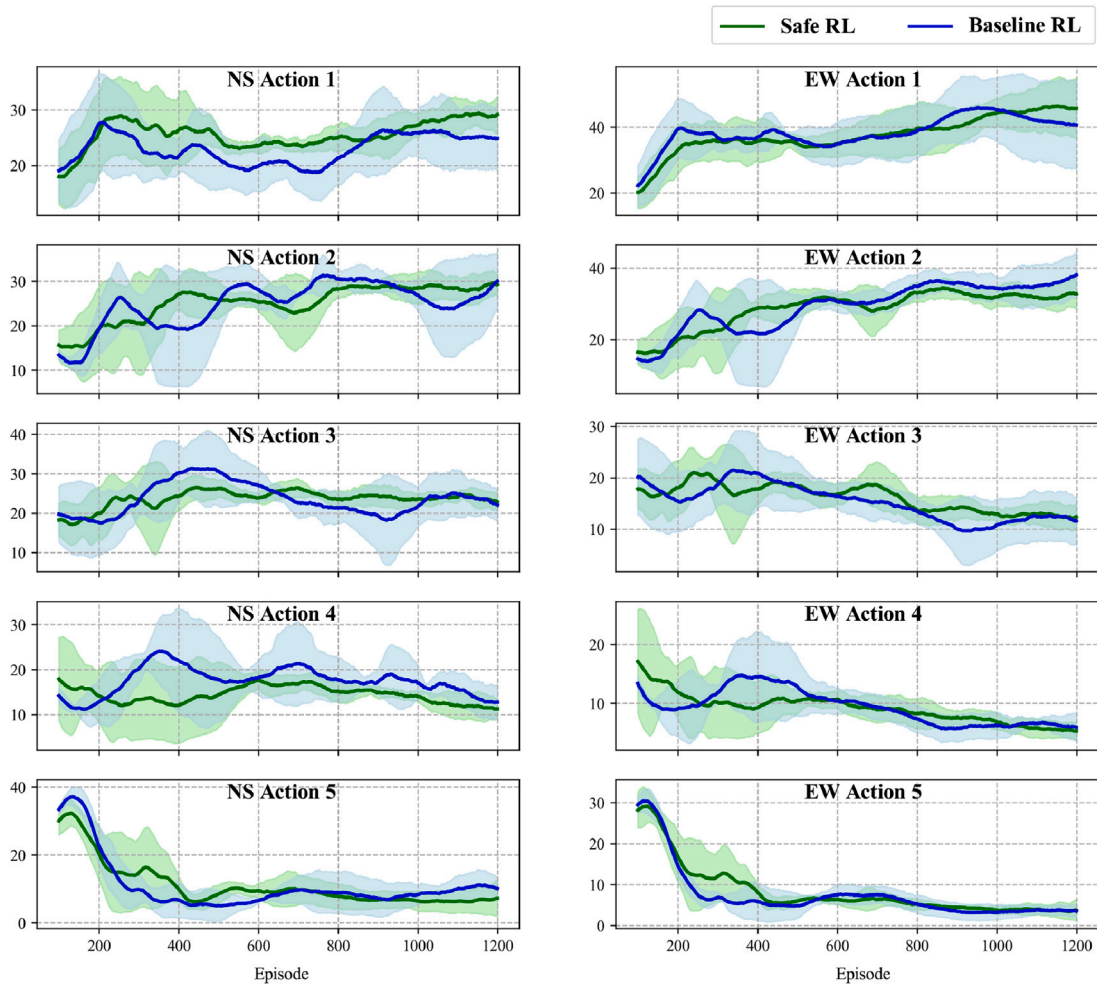 Safe RL Baseline RL
NS Action 1
30
20
EW Action 1
40
20
NS Action 2
30
20
10
EW Action 2
40
20
NS Action 3
40
30
20
10
EW Action 3
30
20
10
NS Action 4
30
20
10
EW Action 4
20
10
NS Action 5
40
20
0
200 400 600 800 1000 1200
Episode
EW Action 5
30
20
10
0
200 400 600 800 1000 1200
Episode